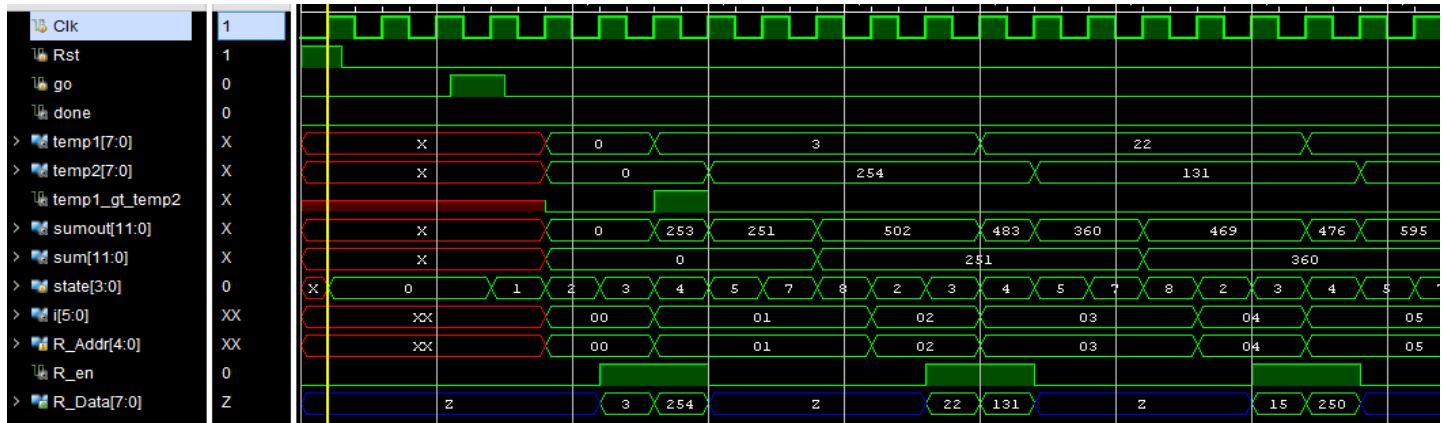 Clk 1
Rst 1
go 0
done 0
temp1[7:0] X X 0 3 22
temp2[7:0] X X 0 254 131
temp1_gt_temp2 X
sumout[11:0] X X 0 253 251 502 483 360 469 476 595
sum[11:0] X X 0 251 360
state[3:0] 0 X 0 1 2 3 4 5 7 8 2 3 4 5 7 8 2 3 4 5 7
i[5:0] XX XX 00 01 02 03 04 05
R_Addr[4:0] XX XX 00 01 02 03 04 05
R_en 0
R_Data[7:0] Z Z 3 254 Z 22 131 Z 15 250